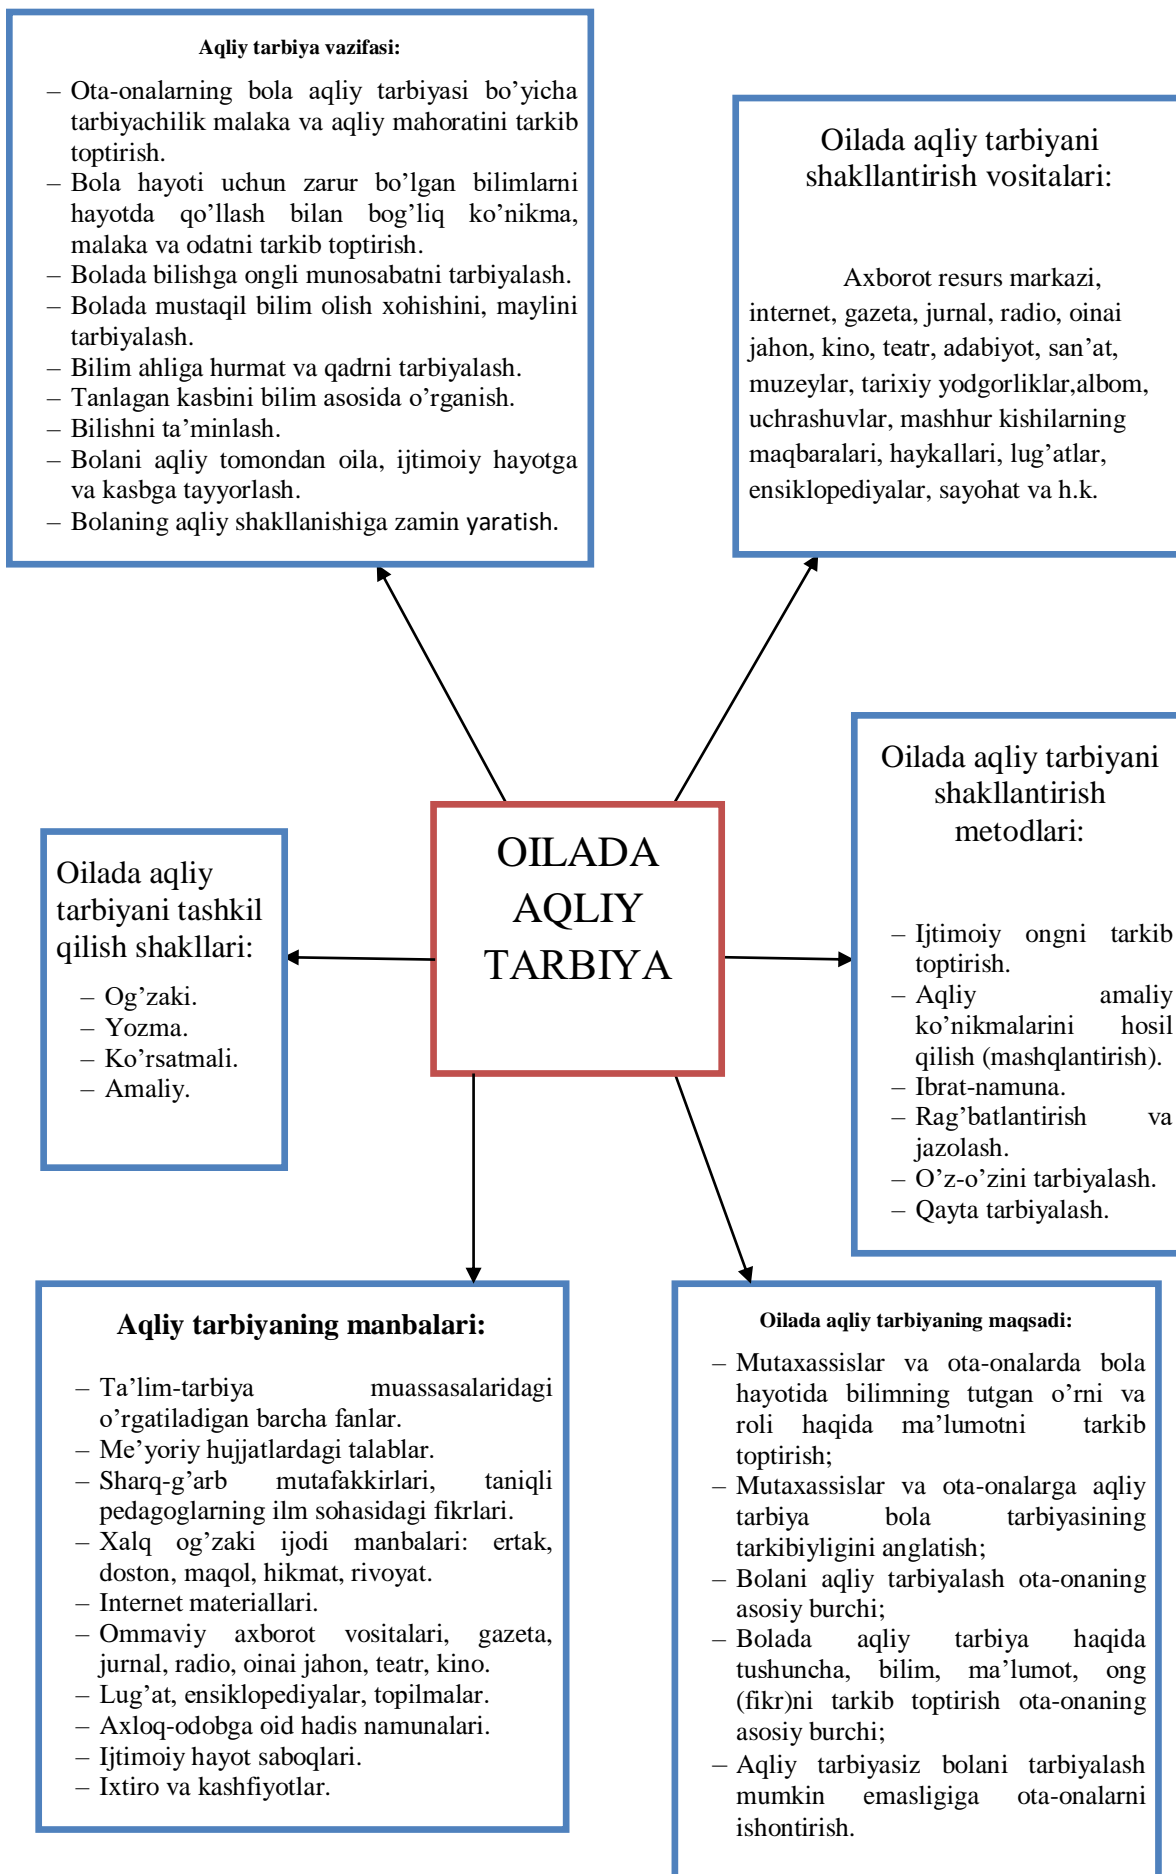 Aqliy tarbiya vazifasi:
– Ota-onalarning bola aqliy tarbiyasi bo’yicha
tarbiyachilik malaka va aqliy mahoratini tarkib
toptirish.
– Bola hayoti uchun zarur bo’lgan bilimlarni
hayotda qo’llash bilan bog’liq ko’nikma,
malaka va odatni tarkib toptirish.
– Bolada bilishga ongli munosabatni tarbiyalash.
– Bolada mustaqil bilim olish xohishini, maylini
tarbiyalash.
– Bilim ahliga hurmat va qadrni tarbiyalash.
– Tanlagan kasbini bilim asosida o’rganish.
– Bilishni ta’minlash.
– Bolani aqliy tomondan oila, ijtimoiy hayotga
va kasbga tayyorlash.
– Bolaning aqliy shakllanishiga zamin yaratish.
Oilada aqliy tarbiyani
shakllantirish vositalari:
Axborot resurs markazi,
internet, gazeta, jurnal, radio, oinai
jahon, kino, teatr, adabiyot, san’at,
muzeylar, tarixiy yodgorliklar,albom,
uchrashuvlar, mashhur kishilarning
maqbaralari, haykallari, lug’atlar,
ensiklopediyalar, sayohat va h.k.
Oilada aqliy tarbiyani
shakllantirish
metodlari:
– Ijtimoiy ongni tarkib
toptirish.
– Aqliy amaliy
ko’nikmalarini hosil
qilish (mashqlantirish).
– Ibrat-namuna.
– Rag’batlantirish va
jazolash.
– O’z-o’zini tarbiyalash.
– Qayta tarbiyalash.
OILADA
AQLIY
TARBIYA
Oilada aqliy
tarbiyani tashkil
qilish shakllari:
– Og’zaki.
– Yozma.
– Ko’rsatmali.
– Amaliy.
Aqliy tarbiyaning manbalari:
– Ta’lim-tarbiya muassasalaridagi
o’rgatiladigan barcha fanlar.
– Me’yoriy hujjatlardagi talablar.
– Sharq-g’arb mutafakkirlari, taniqli
pedagoglarning ilm sohasidagi fikrlari.
– Xalq og’zaki ijodi manbalari: ertak,
doston, maqol, hikmat, rivoyat.
– Internet materiallari.
– Ommaviy axborot vositalari, gazeta,
jurnal, radio, oinai jahon, teatr, kino.
– Lug’at, ensiklopediyalar, topilmalar.
– Axloq-odobga oid hadis namunalari.
– Ijtimoiy hayot saboqlari.
– Ixtiro va kashfiyotlar.
Oilada aqliy tarbiyaning maqsadi:
– Mutaxassislar va ota-onalarda bola
hayotida bilimning tutgan o’rni va
roli haqida ma’lumotni tarkib
toptirish;
– Mutaxassislar va ota-onalarga aqliy
tarbiya bola tarbiyasining
tarkibiyligini anglatish;
– Bolani aqliy tarbiyalash ota-onaning
asosiy burchi;
– Bolada aqliy tarbiya haqida
tushuncha, bilim, ma’lumot, ong
(fikr)ni tarkib toptirish ota-onaning
asosiy burchi;
– Aqliy tarbiyasiz bolani tarbiyalash
mumkin emasligiga ota-onalarni
ishontirish.